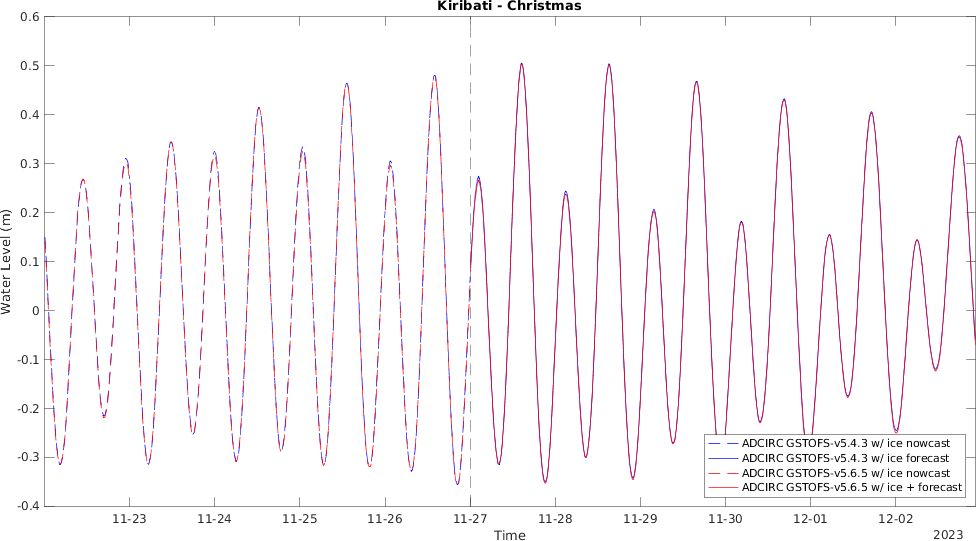 Kiribati - Christmas
0.6
0.5
0.4
0.3
0.2
0.1
0
-0.1
-0.2
-0.3
-0.4
Water Level (m)
ADCIRC GSTOFS-v5.4.3 w/ ice nowcast
ADCIRC GSTOFS-v5.4.3 w/ ice forecast
ADCIRC GSTOFS-v5.6.5 w/ ice nowcast
ADCIRC GSTOFS-v5.6.5 w/ ice + forecast
11-23 11-24 11-25 11-26 11-27 11-28 11-29 11-30 12-01 12-02
Time
2023